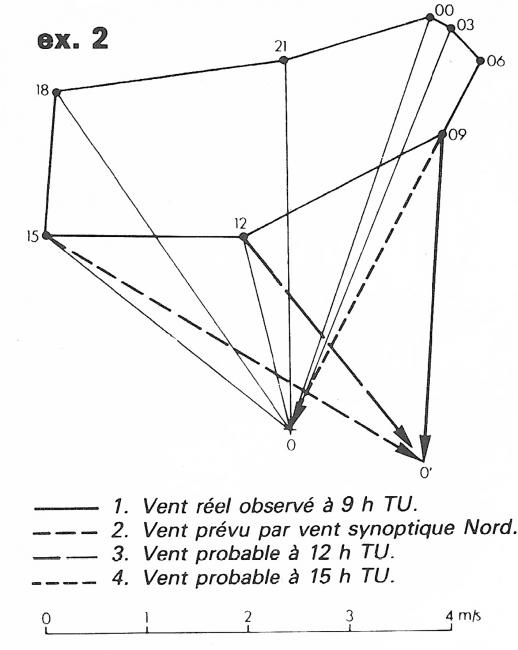 ex. 2
00
03
21
06
18
09
12
15
O
O'
1. Vent réel observé à 9 h TU.
2. Vent prévu par vent synoptique Nord.
3. Vent probable à 12 h TU.
4. Vent probable à 15 h TU.
0 1 2 3 4 m/s